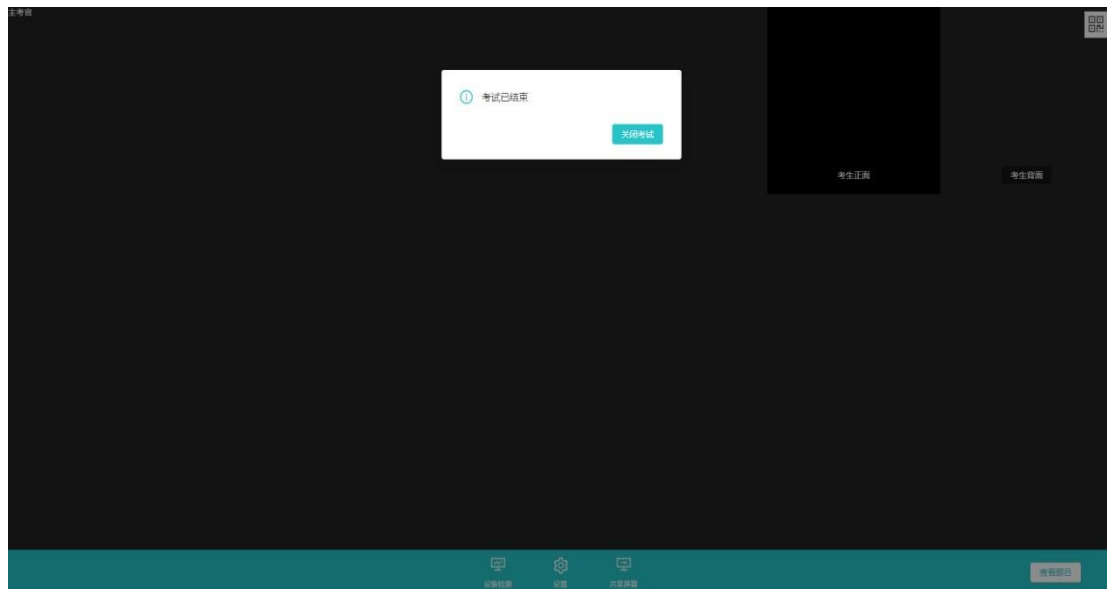 主考官
考试已结束
关闭考试
考生正面
考生背面
设备检测
设置
共享屏幕
查看题目